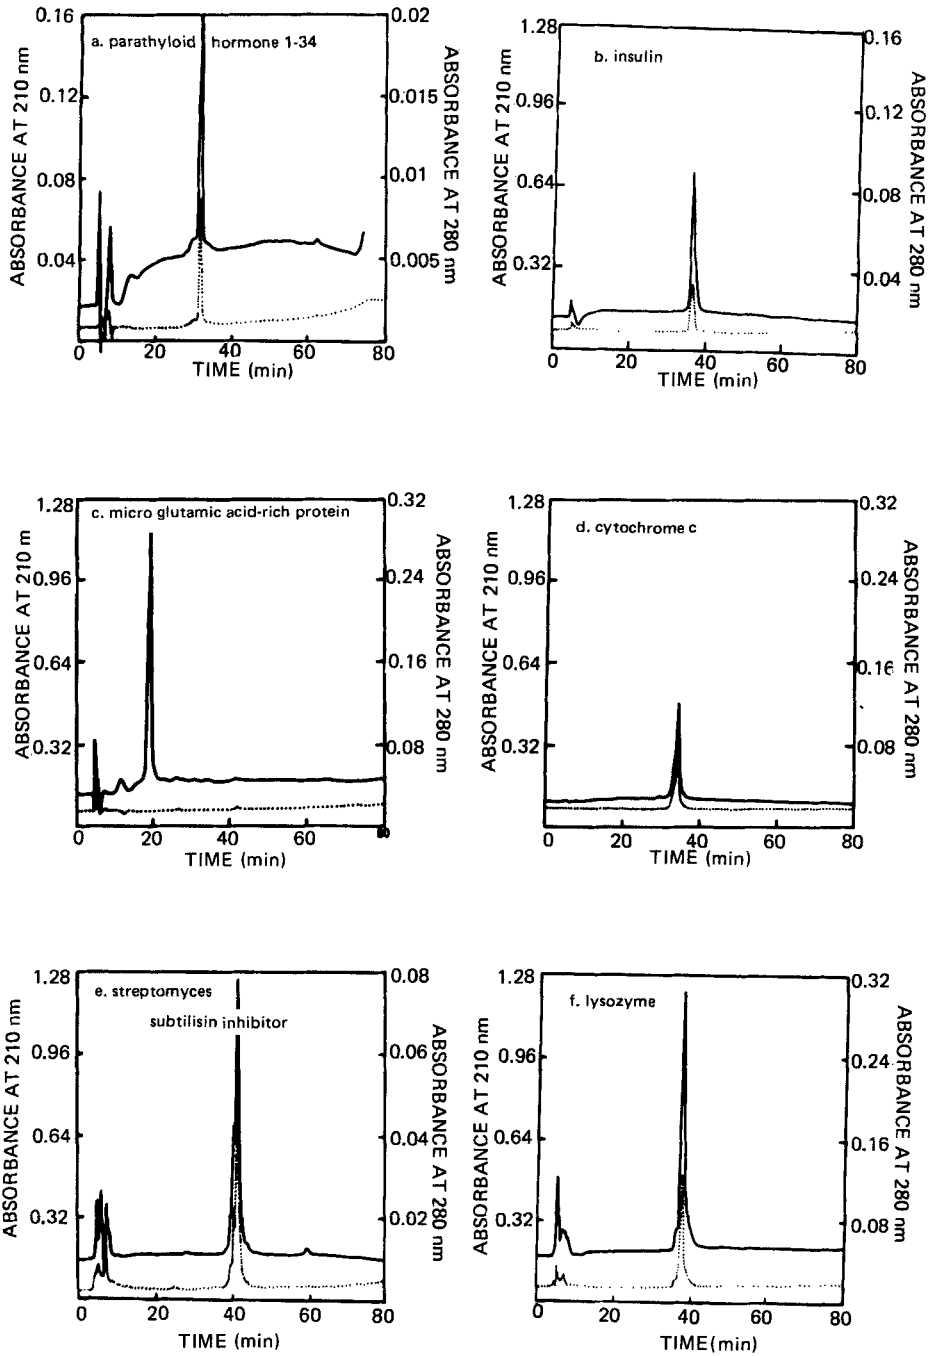 0.16
0.02
a. parathyloid hormone 1-34
ABSORBANCE AT 210 nm
0.12
0.08
0.04
0.015
0.01
0.005
ABSORBANCE AT 280 nm
0 20 40 60 80
TIME (min)
1.28
0.16
b. insulin
ABSORBANCE AT 210 nm
0.96
0.64
0.32
0.12
0.08
0.04
ABSORBANCE AT 280 nm
0 20 40 60 80
TIME (min)
1.28
0.32
c. micro glutamic acid-rich protein
ABSORBANCE AT 210 m
0.96
0.64
0.32
0.24
0.16
0.08
ABSORBANCE AT 280 nm
0 20 40 60 80
TIME (min)
1.28
0.32
d. cytochrome c
ABSORBANCE AT 210 nm
0.96
0.64
0.32
0.24
0.16
0.08
ABSORBANCE AT 280 nm
0 20 40 60 80
TIME (min)
1.28
0.08
e. streptomyces
subtilisin inhibitor
ABSORBANCE AT 210 nm
0.96
0.64
0.32
0.06
0.04
0.02
ABSORBANCE AT 280 nm
0 20 40 60 80
TIME (min)
1.28
0.32
f. lysozyme
ABSORBANCE AT 210 nm
0.96
0.64
0.32
0.24
0.16
0.08
ABSORBANCE AT 280 nm
0 20 40 60 80
TIME(min)